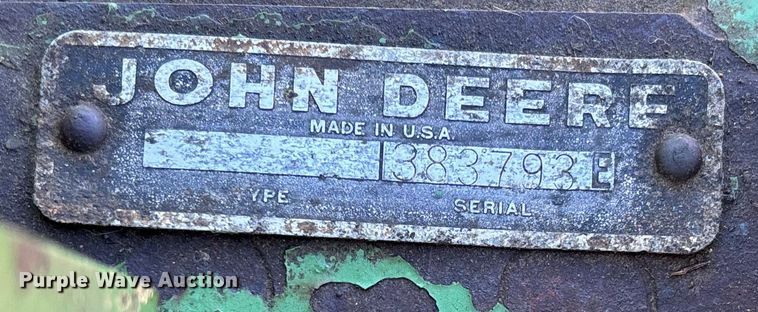 JOHN DEERE
MADE IN U.S.A.
383793E
YPE SERIAL
Purple Wave Auction